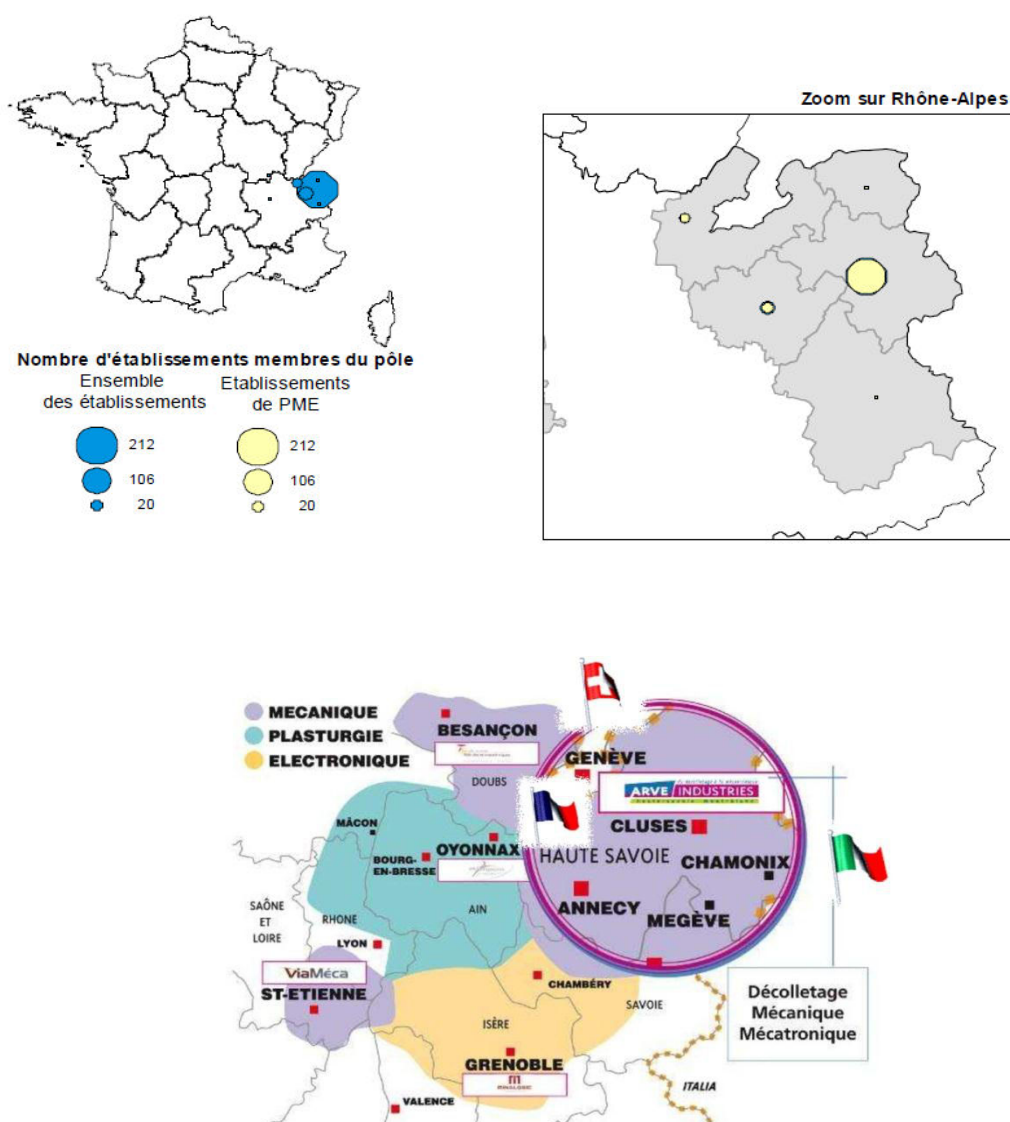 Zoom sur Rhône-Alpes
Nombre d'établissements membres du pôle
Ensemble
des établissements
Etablissements
de PME
212
106
20
212
106
20
MECANIQUE
PLASTURGIE
ELECTRONIQUE
BESANÇON
DOUBS
GENÈVE
ARVE INDUSTRIES
CLUSES
HAUTE SAVOIE
CHAMONIX
ANNECY
MEGÈVE
MÂCON
OYONNAX
BOURG-
EN-BRESSE
AIN
SAÔNE
ET
LOIRE
RHONE
LYON
ViaMéca
ST-ETIENNE
CHAMBÉRY
SAVOIE
ISÈRE
GRENOBLE
MINALOGIC
VALENCE
ITALIA
Décolletage
Mécanique
Mécatronique